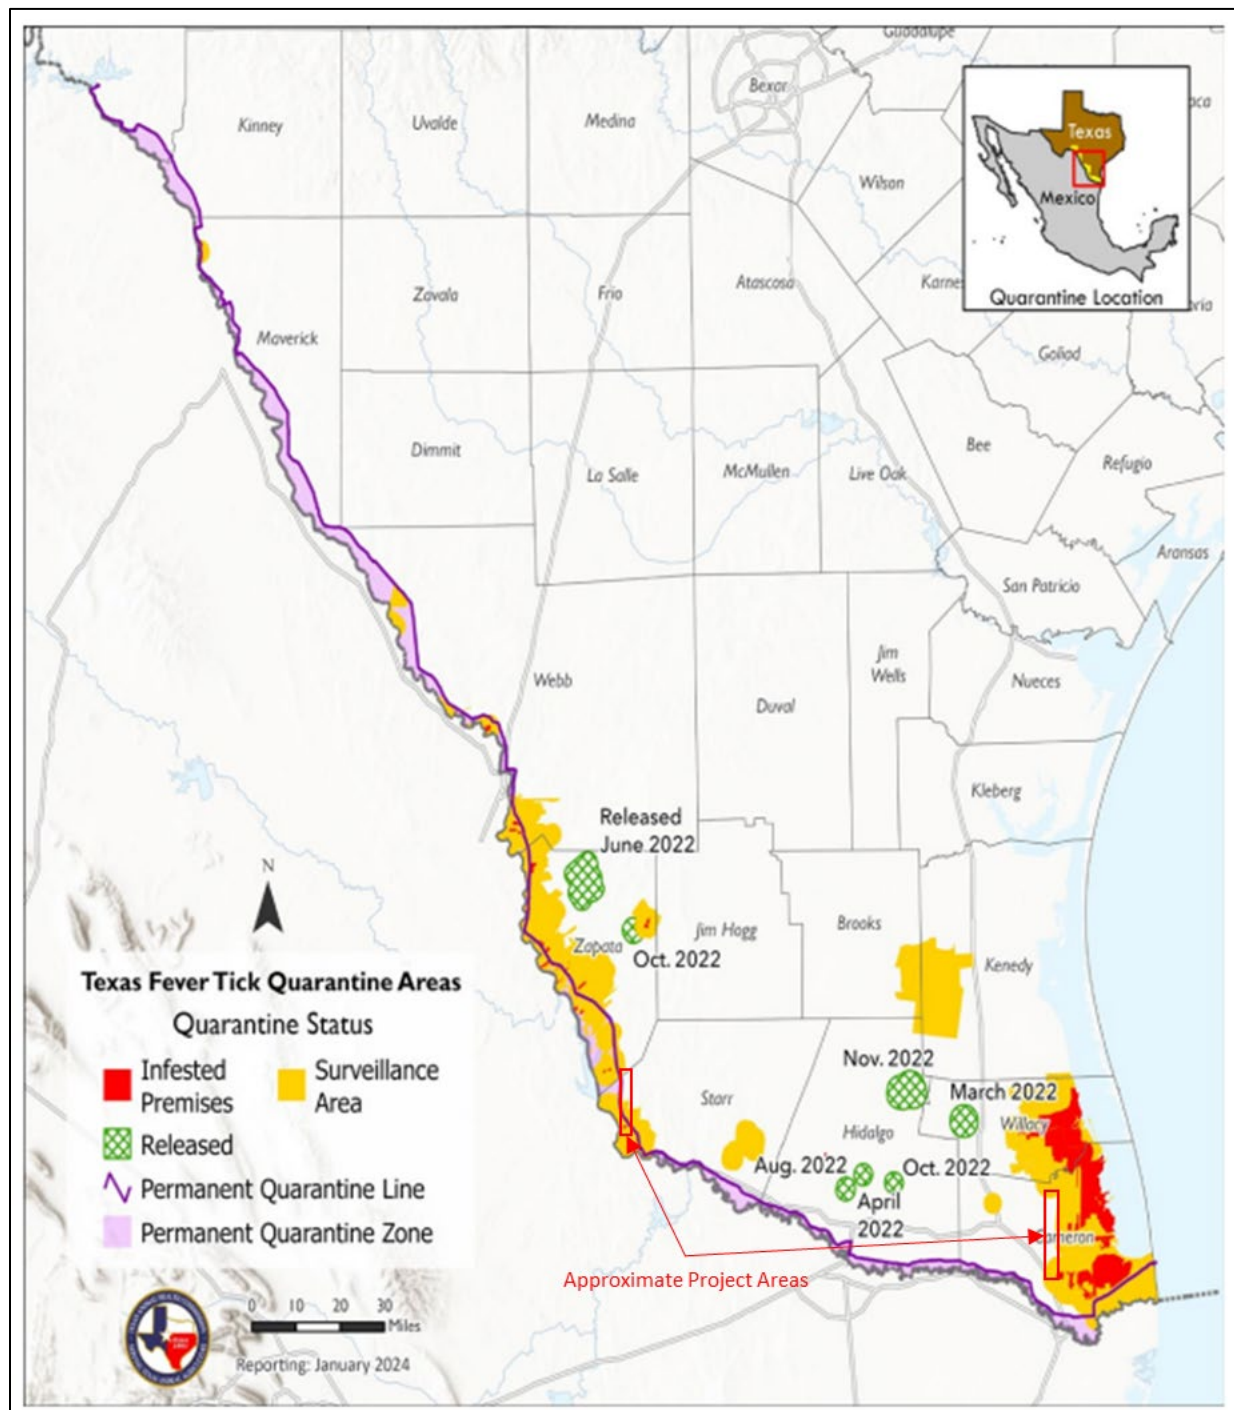 Guadalupe
Bexar
Kinney
Uvalde
Medina
Wilson
Texas
Mexico
Quarantine Location
Zavala
Frio
Atascosa
Karnes
Maverick
Goliad
Dimmit
La Salle
McMullen
Live Oak
Bee
Refugio
Aransas
San Patricio
Webb
Duval
Jim
Wells
Nueces
Kleberg
Released
June 2022
Zapata
Oct. 2022
Jim Hogg
Brooks
Kenedy
N
Texas Fever Tick Quarantine Areas
Quarantine Status
Infested
Premises
Surveillance
Area
Released
Permanent Quarantine Line
Permanent Quarantine Zone
Nov. 2022
March 2022
Starr
Hidalgo
Willacy
Aug. 2022
Oct. 2022
April
2022
Cameron
Approximate Project Areas
0 10 20 30
Miles
Reporting: January 2024